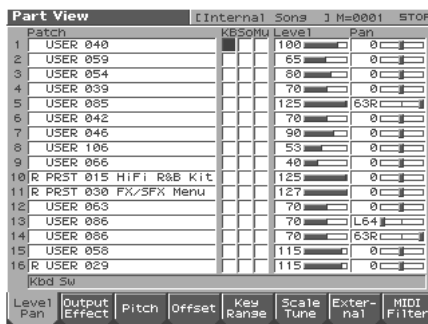 Part View [Internal Song ] M=0001 STOP
Patch KBSoMu Level Pan
1 USER 040 100 0
2 USER 059 65 0
3 USER 054 80 0
4 USER 039 70 0
5 USER 085 125 63R
6 USER 042 70 0
7 USER 046 90 0
8 USER 106 53 0
9 USER 066 40 0
10 R PRST 015 HiFi R&B Kit 125 0
11 R PRST 030 FX/SFX Menu 127 0
12 USER 063 70 0
13 USER 086 70 L64
14 USER 086 70 63R
15 USER 058 115 0
16 R USER 029 115 0
Kbd Sw
Level Pan Output Effect Pitch Offset Key Range Scale Tune Exter-nal MIDI Filter